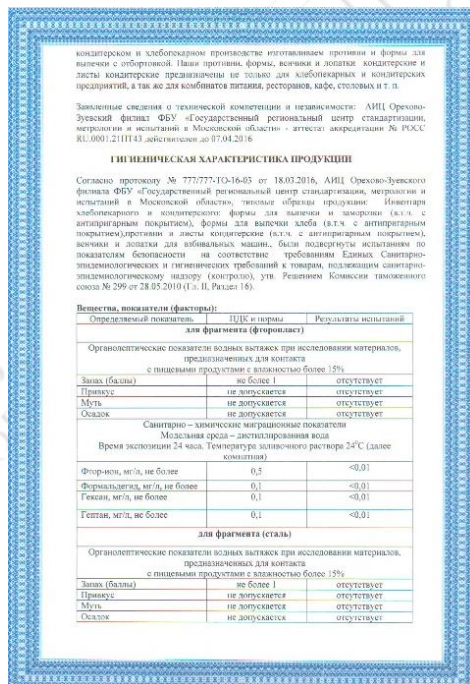 кондитерском и хлебопекарном производстве изготавливаем противни и формы для
выпечки с отбортовкой. Наши противни, формы, венчики и лопатки кондитерские и
листы кондитерские предназначены не только для хлебопекарных и кондитерских
предприятий, а так же для комбинатов питания, ресторанов, кафе, столовых и т. п.
Заявленные сведения о технической компетенции и независимости: АИЦ Орехово-
Зуевский филиал ФБУ «Государственный региональный центр стандартизации,
метрологии и испытаний в Московской области» - аттестат аккредитации № РОСС
RU.0001.21ПТ43 действителен до 07.04.2016
ГИГИЕНИЧЕСКАЯ ХАРАКТЕРИСТИКА ПРОДУКЦИИ
Согласно протоколу № 777/777-ТО-16-03 от 18.03.2016, АИЦ Орехово-Зуевского
филиала ФБУ «Государственный региональный центр стандартизации, метрологии и
испытаний в Московской области», типовые образцы продукции: Инвентаря
хлебопекарного и кондитерского: формы для выпечки и заморозки (в.т.ч. с
антипригарным покрытием), формы для выпечки хлеба (в.т.ч. с антипригарным
покрытием),противни и листы кондитерские (в.т.ч. с антипригарным покрытием),
венчики и лопатки для взбивальных машин., были подвергнуты испытаниям по
показателям безопасности на соответствие требованиям Единых Санитарно-
эпидемиологических и гигиенических требований к товарам, подлежащим санитарно-
эпидемиологическому надзору (контролю), утв. Решением Комиссии таможенного
союза № 299 от 28.05.2010 (Гл. II, Раздел 16).
Вещества, показатели (факторы):
Определяемый показатель ПДК и нормы Результаты испытаний
для фрагмента (фторопласт)
Органолептические показатели водных вытяжек при исследовании материалов,
предназначенных для контакта
с пищевыми продуктами с влажностью более 15%
Запах (баллы) не более 1 отсутствует
Привкус не допускается отсутствует
Муть не допускается отсутствует
Осадок не допускается отсутствует
Санитарно – химические миграционные показатели
Модельная среда – дистиллированная вода
Время экспозиции 24 часа. Температура заливочного раствора 24°С (далее
комнатная)
Фтор-ион, мг/л, не более 0,5 <0,01
Формальдегид, мг/л, не более 0,1 <0,01
Гексан, мг/л, не более 0,1 <0,01
Гептан, мг/л, не более 0,1 <0,01
для фрагмента (сталь)
Органолептические показатели водных вытяжек при исследовании материалов,
предназначенных для контакта
с пищевыми продуктами с влажностью более 15%
Запах (баллы) не более 1 отсутствует
Привкус не допускается отсутствует
Муть не допускается отсутствует
Осадок не допускается отсутствует